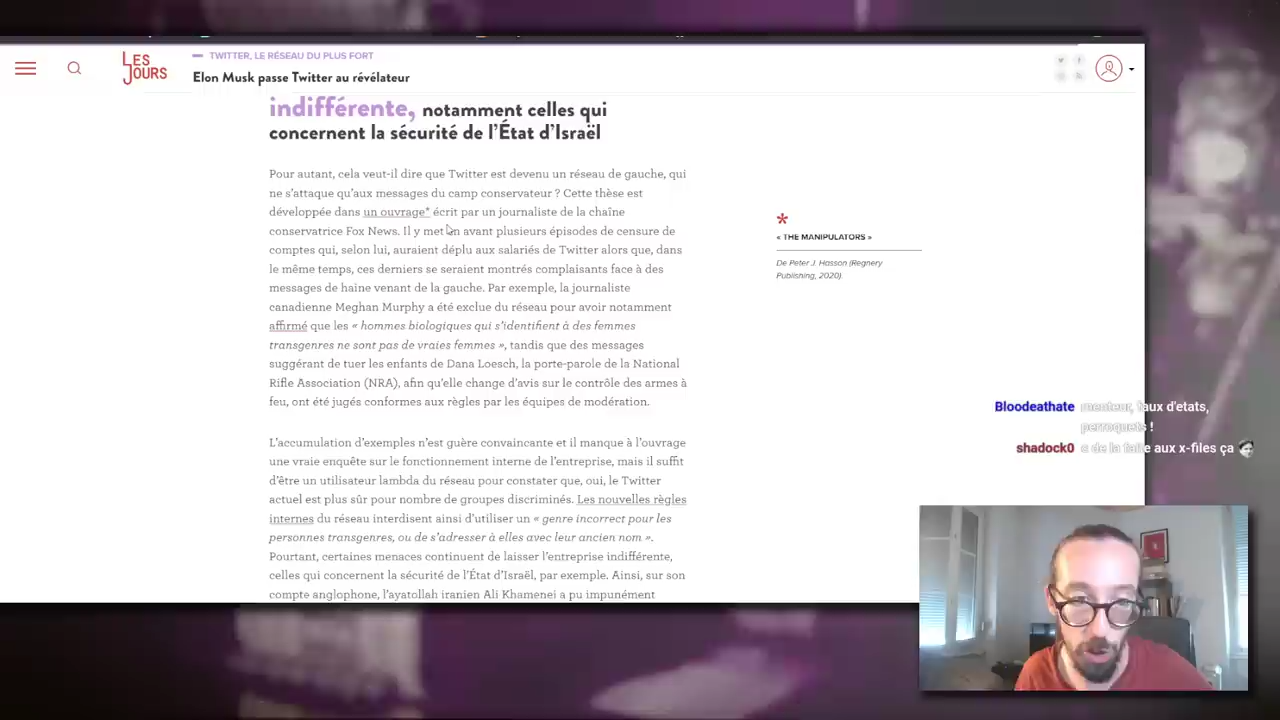 LES
JOURS
TWITTER, LE RÉSEAU DU PLUS FORT
Elon Musk passe Twitter au révélateur
indifférente, notamment celles qui
concernent la sécurité de l’État d’Israël
Pour autant, cela veut-il dire que Twitter est devenu un réseau de gauche, qui
ne s’attaque qu’aux messages du camp conservateur ? Cette thèse est
développée dans un ouvrage* écrit par un journaliste de la chaîne
conservatrice Fox News. Il y met en avant plusieurs épisodes de censure de
comptes qui, selon lui, auraient déplu aux salariés de Twitter alors que, dans
le même temps, ces derniers se seraient montrés complaisants face à des
messages de haine venant de la gauche. Par exemple, la journaliste
canadienne Meghan Murphy a été exclue du réseau pour avoir notamment
affirmé que les « hommes biologiques qui s’identifient à des femmes
transgenres ne sont pas de vraies femmes », tandis que des messages
suggérant de tuer les enfants de Dana Loesch, la porte-parole de la National
Rifle Association (NRA), afin qu’elle change d’avis sur le contrôle des armes à
feu, ont été jugés conformes aux règles par les équipes de modération.
L’accumulation d’exemples n’est guère convaincante et il manque à l’ouvrage
une vraie enquête sur le fonctionnement interne de l’entreprise, mais il suffit
d’être un utilisateur lambda du réseau pour constater que, oui, le Twitter
actuel est plus sûr pour nombre de groupes discriminés. Les nouvelles règles
internes du réseau interdisent ainsi d’utiliser un « genre incorrect pour les
personnes transgenres, ou de s’adresser à elles avec leur ancien nom ».
Pourtant, certaines menaces continuent de laisser l’entreprise indifférente,
celles qui concernent la sécurité de l’État d’Israël, par exemple. Ainsi, sur son
compte anglophone, l’ayatollah iranien Ali Khamenei a pu impunément
*
« THE MANIPULATORS »
De Peter J. Hasson (Regnery
Publishing, 2020).
Bloodeathate menteur, faux d'etats,
perroquets !
shadock0 c de la faite aux x-files ça